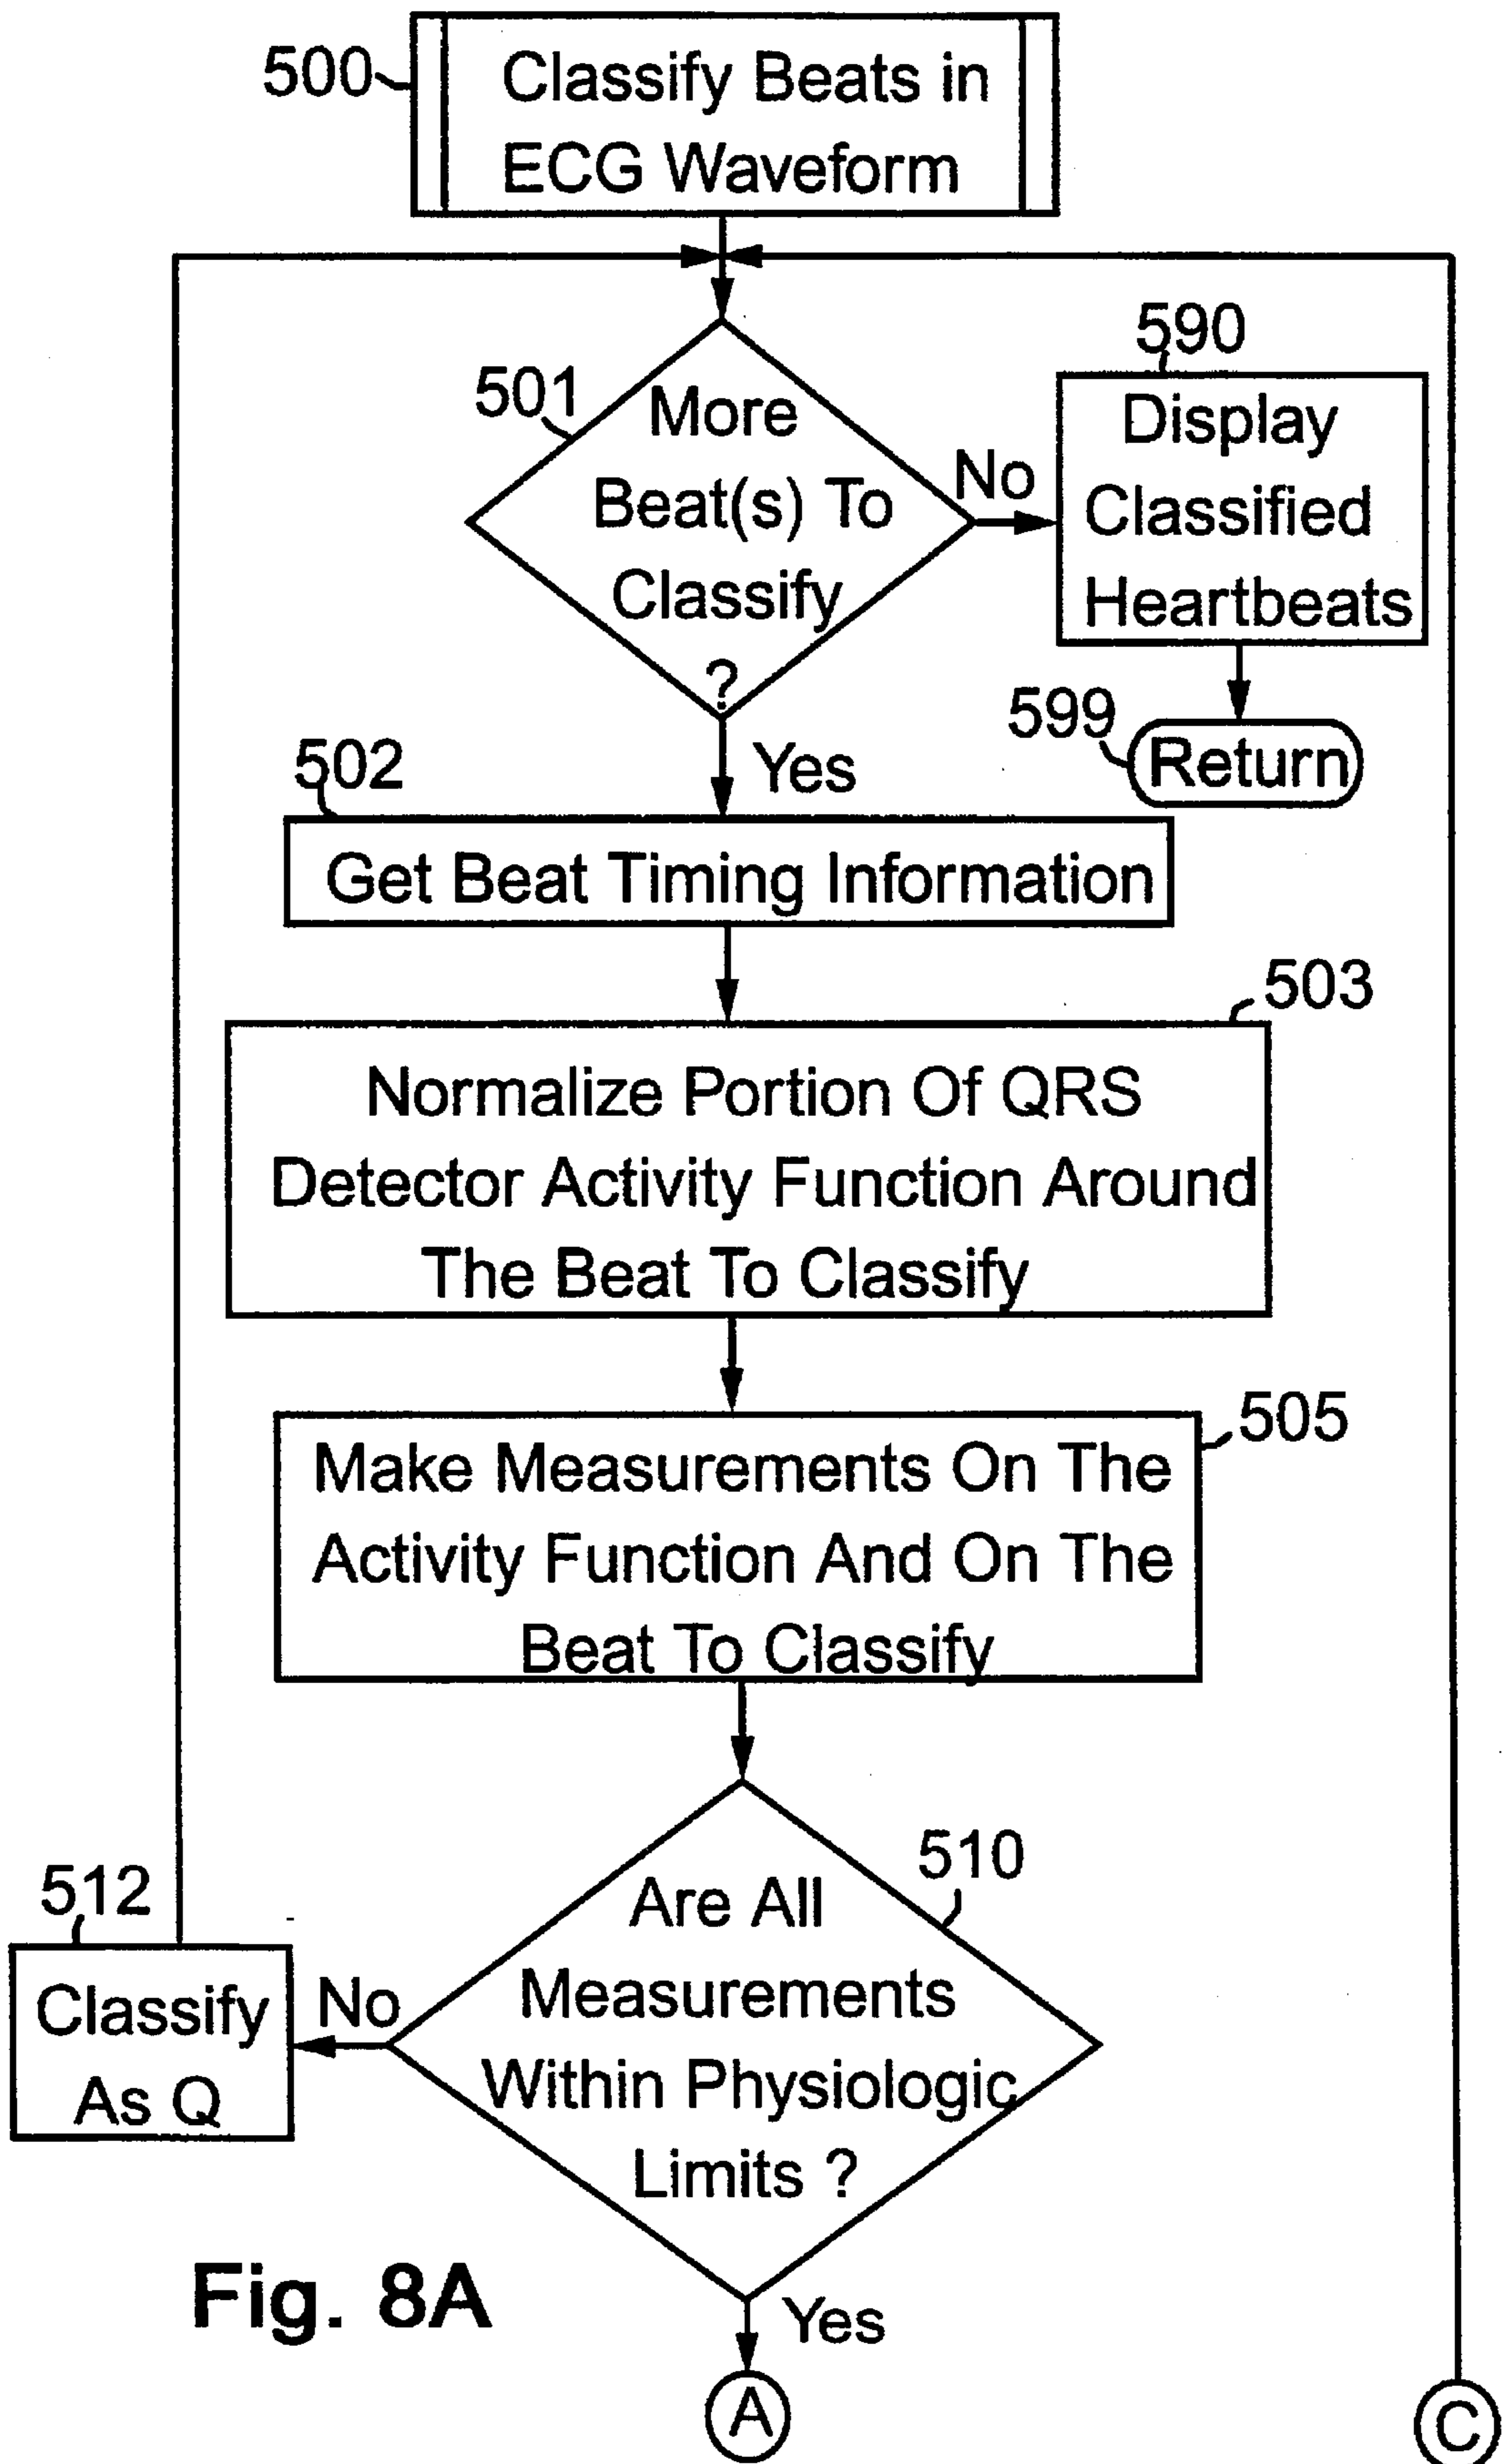 500
Classify Beats in
ECG Waveform
501
More
Beat(s) To
Classify
?
No
590
Display
Classified
Heartbeats
599
Return
Yes
502
Get Beat Timing Information
503
Normalize Portion Of QRS
Detector Activity Function Around
The Beat To Classify
505
Make Measurements On The
Activity Function And On The
Beat To Classify
510
Are All
Measurements
Within Physiologic
Limits ?
No
512
Classify
As Q
Yes
A
C
Fig. 8A